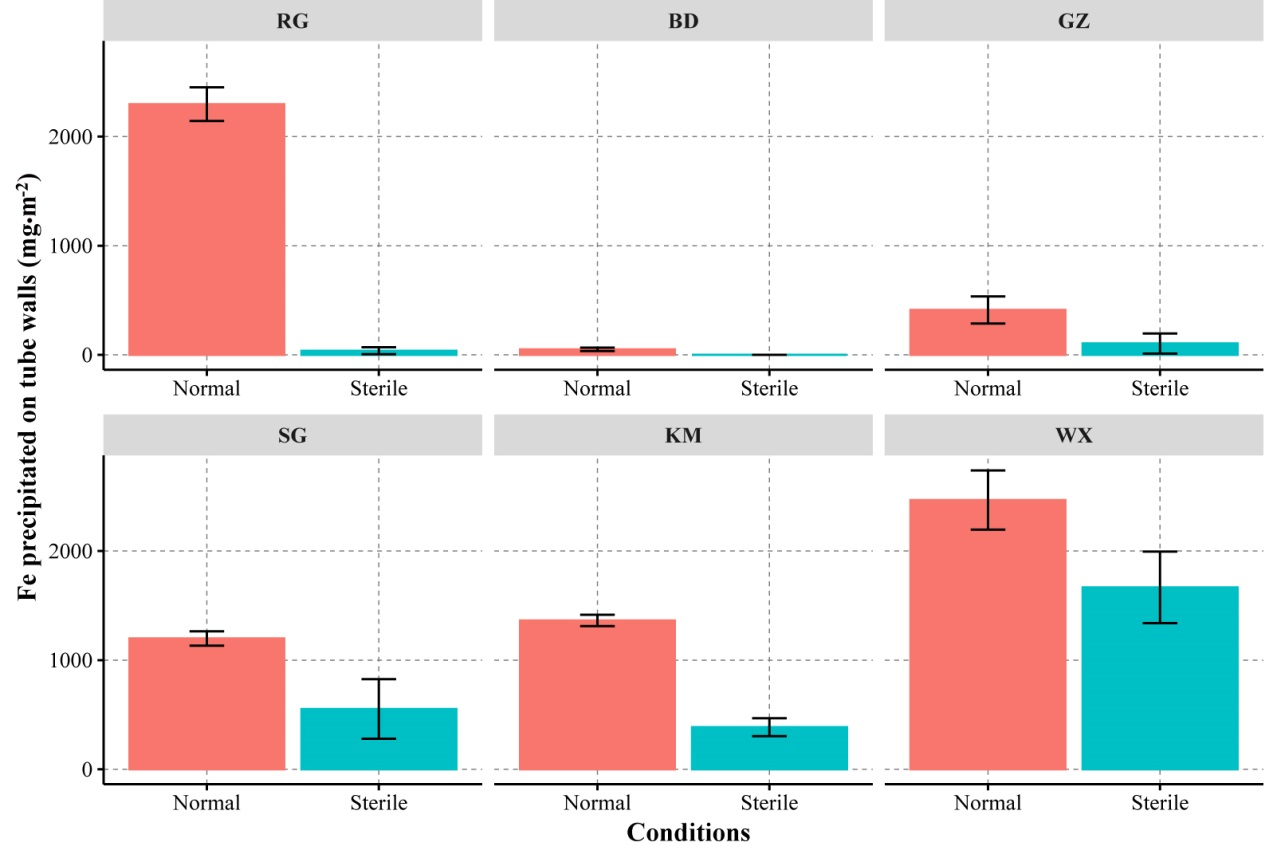 RG BD GZ
2000
1000
0
Normal Sterile Normal Sterile Normal Sterile
SG KM WX
2000
1000
0
Normal Sterile Normal Sterile Normal Sterile
Conditions
Fe precipitated on tube walls (mg·m⁻²)